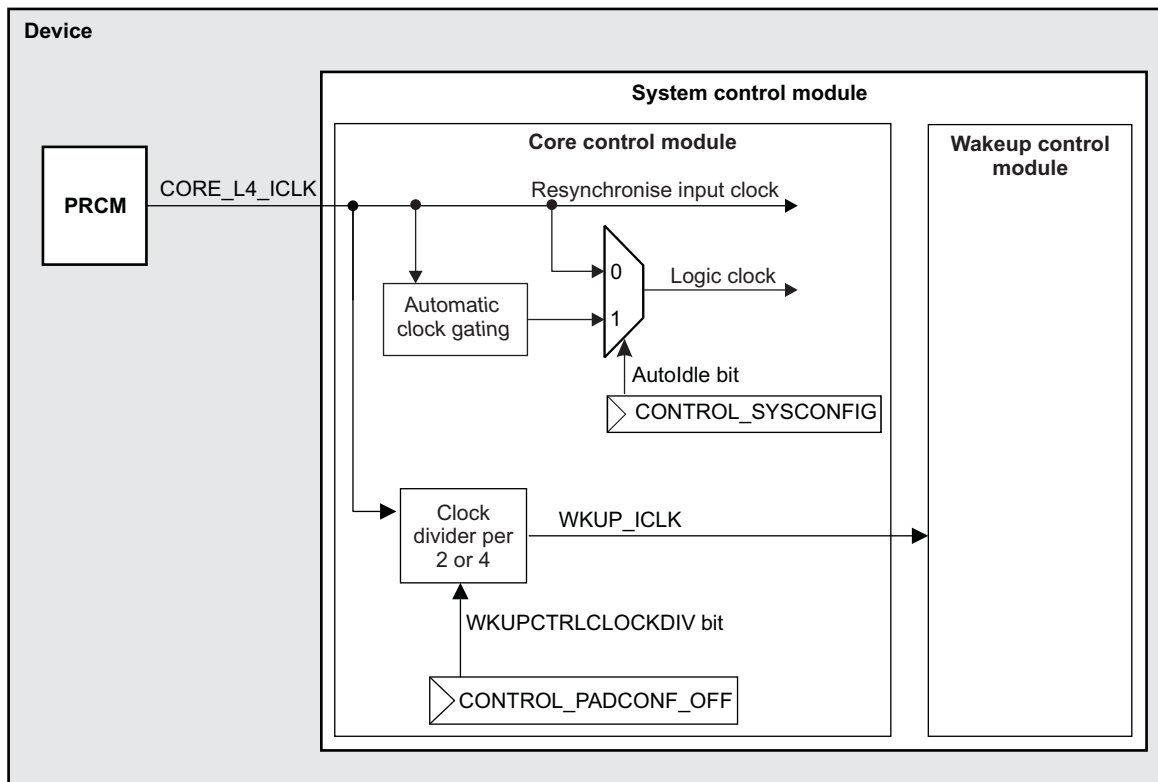 Device
System control module
Core control module
Wakeup control
module
PRCM
CORE_L4_ICLK
Resynchronise input clock
0
Logic clock
Automatic
clock gating
1
AutoIdle bit
CONTROL_SYSCONFIG
Clock
divider per
2 or 4
WKUP_ICLK
WKUPCTRLCLOCKDIV bit
CONTROL_PADCONF_OFF